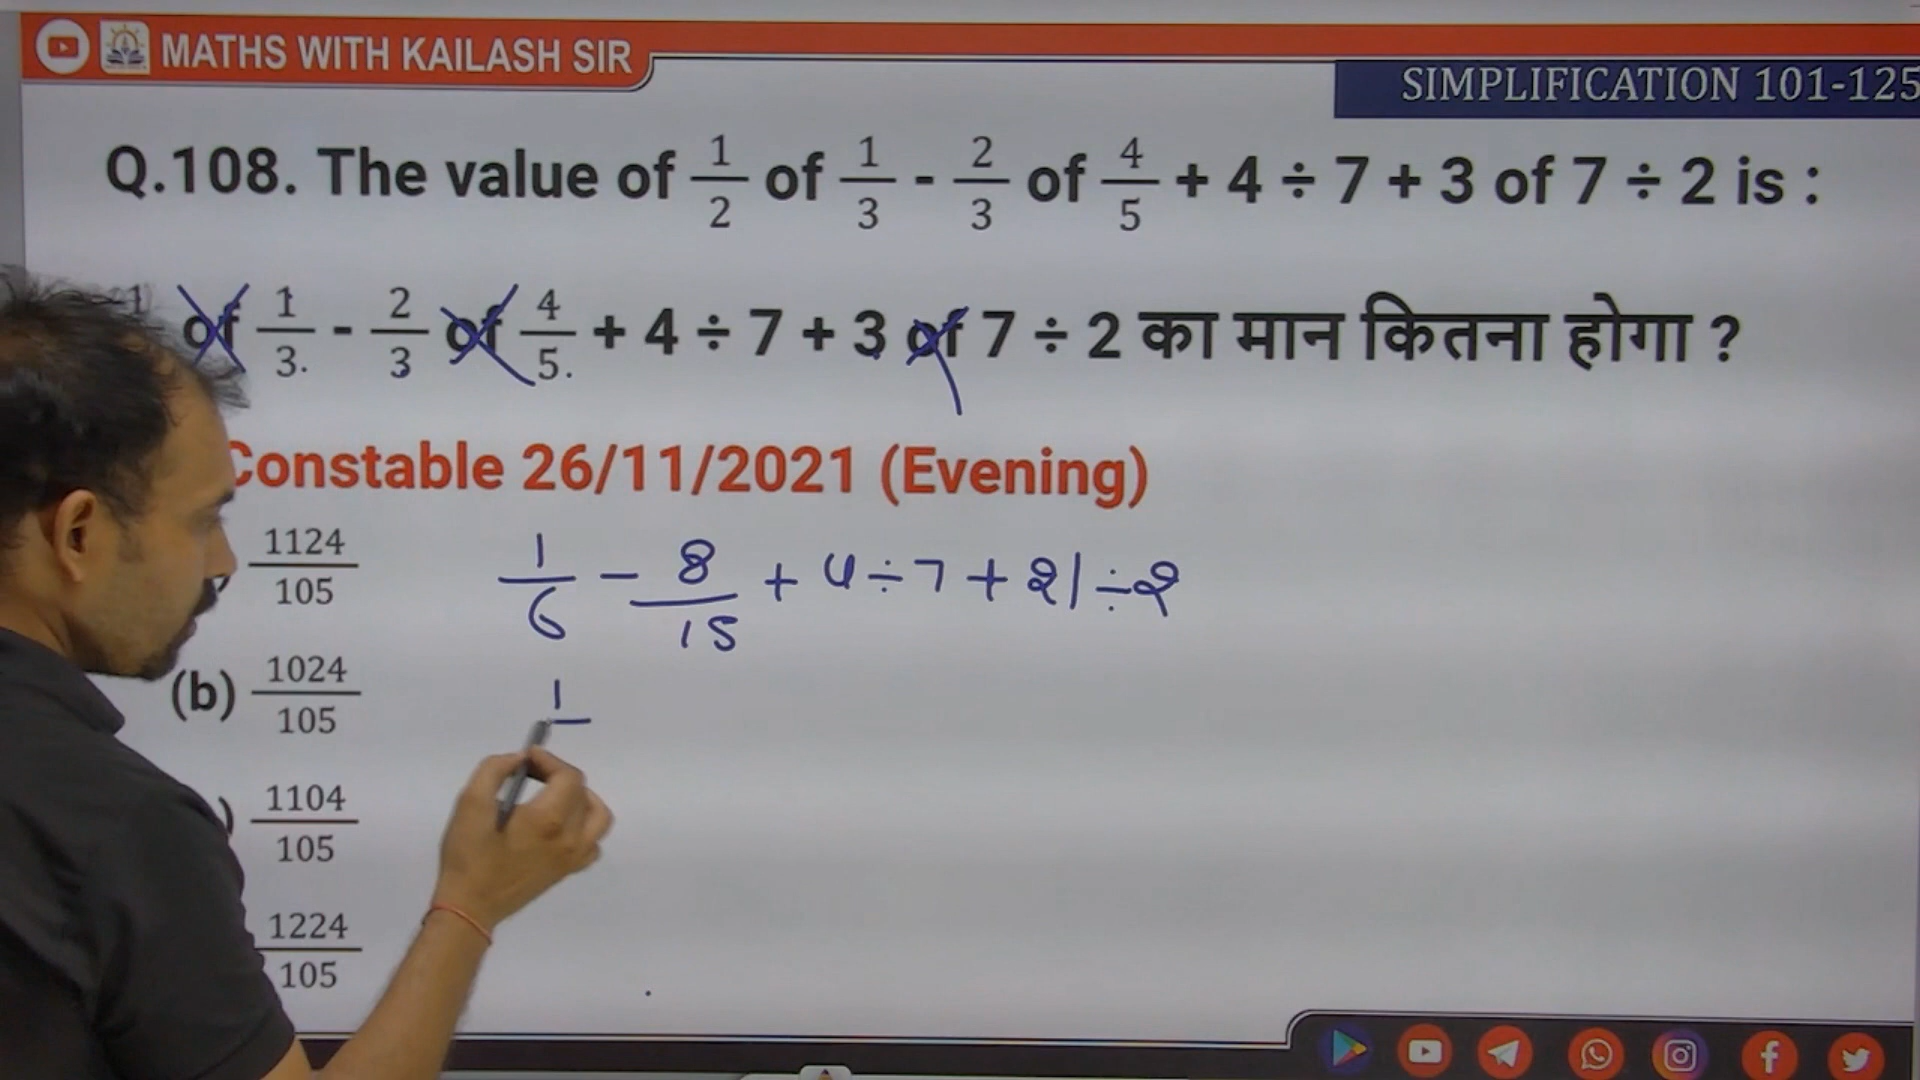 MATHS WITH KAILASH SIR
SIMPLIFICATION 101-125
Q.108. The value of 1/2 of 1/3 - 2/3 of 4/5 + 4 ÷ 7 + 3 of 7 ÷ 2 is :
1 of 1/3. - 2/3 of 4/5. + 4 ÷ 7 + 3 of 7 ÷ 2 का मान कितना होगा ?
Constable 26/11/2021 (Evening)
1124/105
1/6 - 8/15 + 4 ÷ 7 + 21 ÷ 2
(b) 1024/105
1
) 1104/105
1224/105